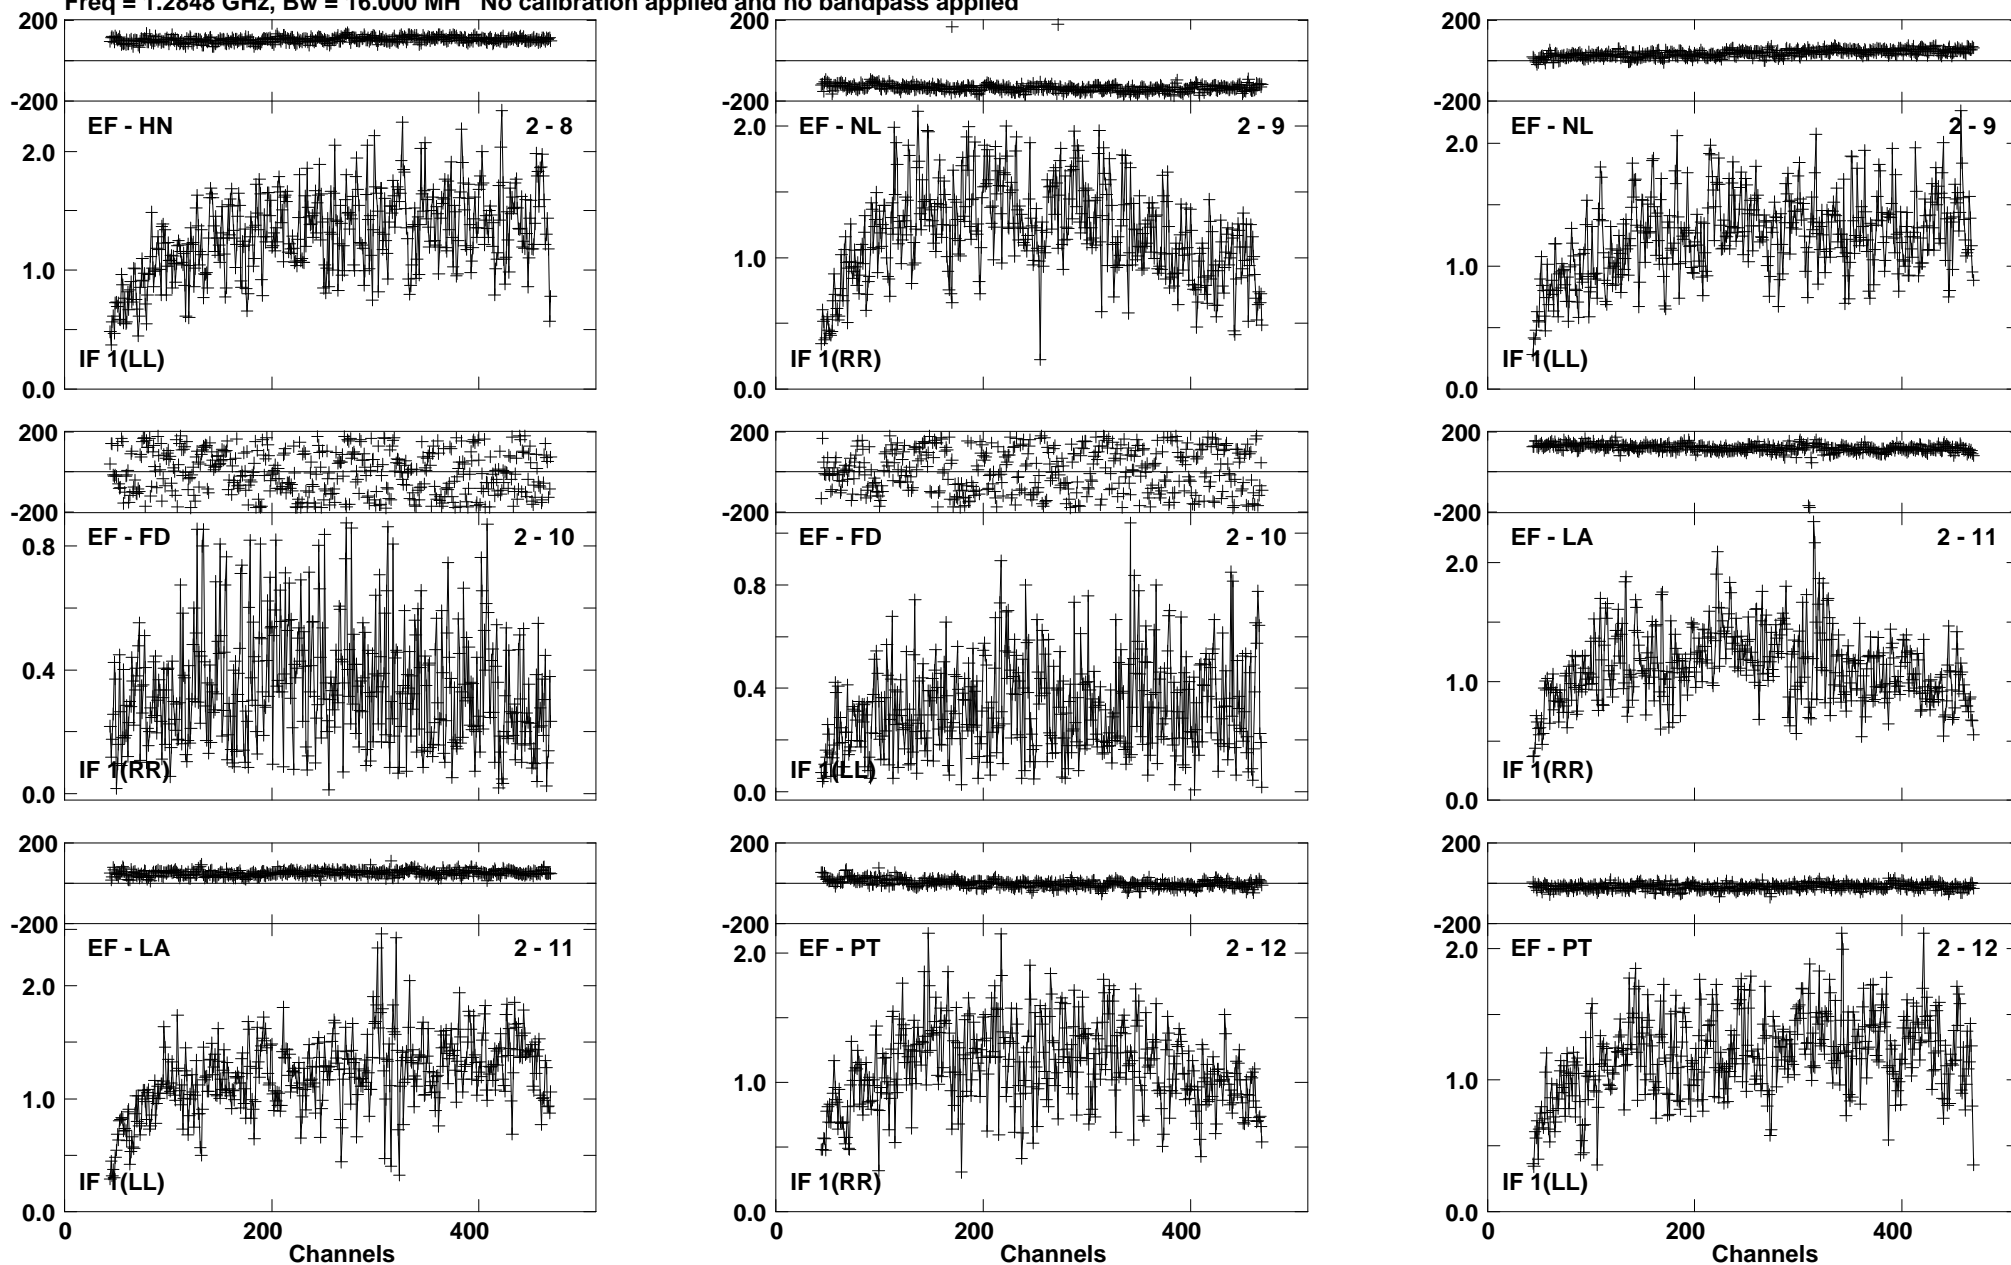 Freq = 1.2848 GHz, Bw = 16.000 MH No calibration applied and no bandpass applied
200
-200
EF - HN 2 - 8
2.0
1.0
IF 1(LL)
0.0
200
-200
EF - NL 2 - 9
2.0
1.0
IF 1(RR)
0.0
200
-200
EF - NL 2 - 9
2.0
1.0
IF 1(LL)
0.0
200
-200
EF - FD 2 - 10
0.8
0.4
IF 1(RR)
0.0
200
-200
EF - FD 2 - 10
0.8
0.4
IF 1(LL)
0.0
200
-200
EF - LA 2 - 11
2.0
1.0
IF 1(RR)
0.0
200
-200
EF - LA 2 - 11
2.0
1.0
IF 1(LL)
0.0
0 200 400
Channels
200
-200
EF - PT 2 - 12
2.0
1.0
IF 1(RR)
0.0
0 200 400
Channels
200
-200
EF - PT 2 - 12
2.0
1.0
IF 1(LL)
0.0
0 200 400
Channels